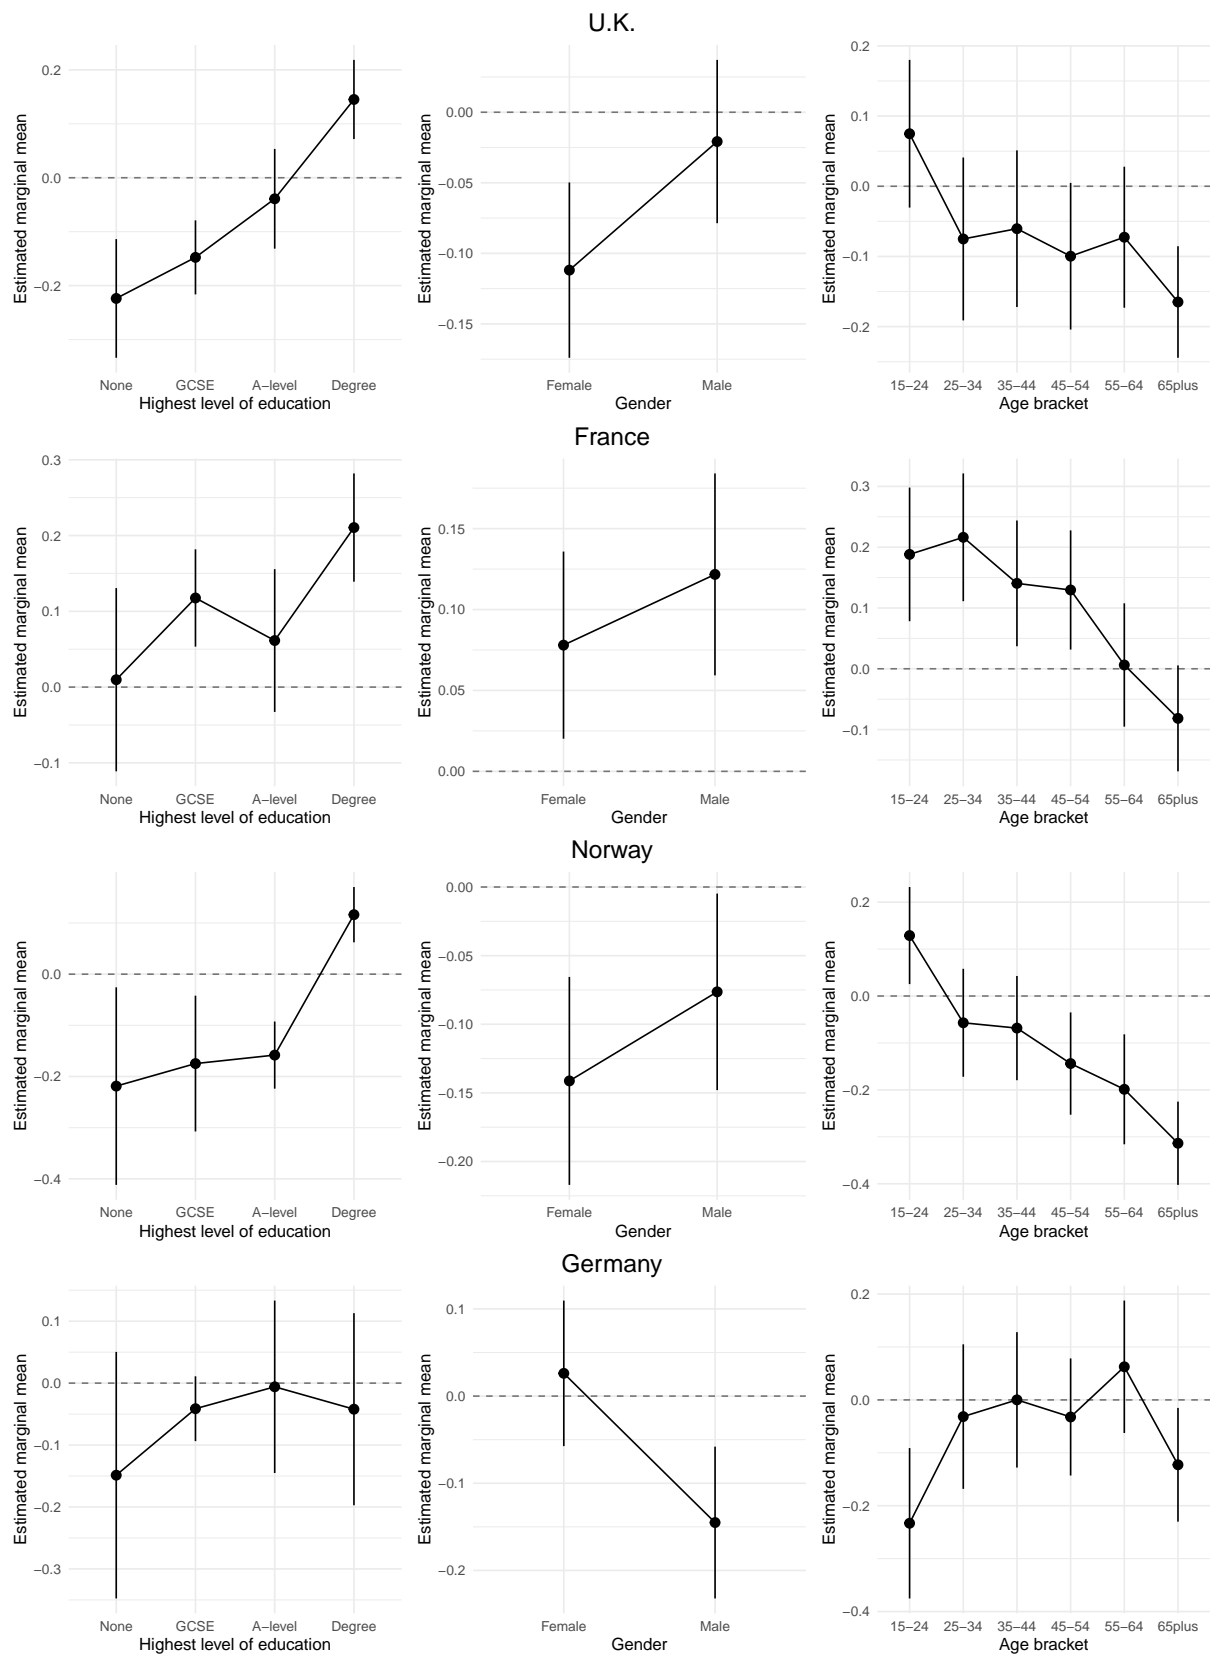 U.K.
Estimated marginal mean
0.2
0.0
−0.2
None GCSE A−level Degree
Highest level of education
Estimated marginal mean
0.00
−0.05
−0.10
−0.15
Female Male
Gender
Estimated marginal mean
0.2
0.1
0.0
−0.1
−0.2
15−24 25−34 35−44 45−54 55−64 65plus
Age bracket
France
Estimated marginal mean
0.3
0.2
0.1
0.0
−0.1
None GCSE A−level Degree
Highest level of education
Estimated marginal mean
0.15
0.10
0.05
0.00
Female Male
Gender
Estimated marginal mean
0.3
0.2
0.1
0.0
−0.1
15−24 25−34 35−44 45−54 55−64 65plus
Age bracket
Norway
Estimated marginal mean
0.0
−0.2
−0.4
None GCSE A−level Degree
Highest level of education
Estimated marginal mean
0.00
−0.05
−0.10
−0.15
−0.20
Female Male
Gender
Estimated marginal mean
0.2
0.0
−0.2
−0.4
15−24 25−34 35−44 45−54 55−64 65plus
Age bracket
Germany
Estimated marginal mean
0.1
0.0
−0.1
−0.2
−0.3
None GCSE A−level Degree
Highest level of education
Estimated marginal mean
0.1
0.0
−0.1
−0.2
Female Male
Gender
Estimated marginal mean
0.2
0.0
−0.2
−0.4
15−24 25−34 35−44 45−54 55−64 65plus
Age bracket